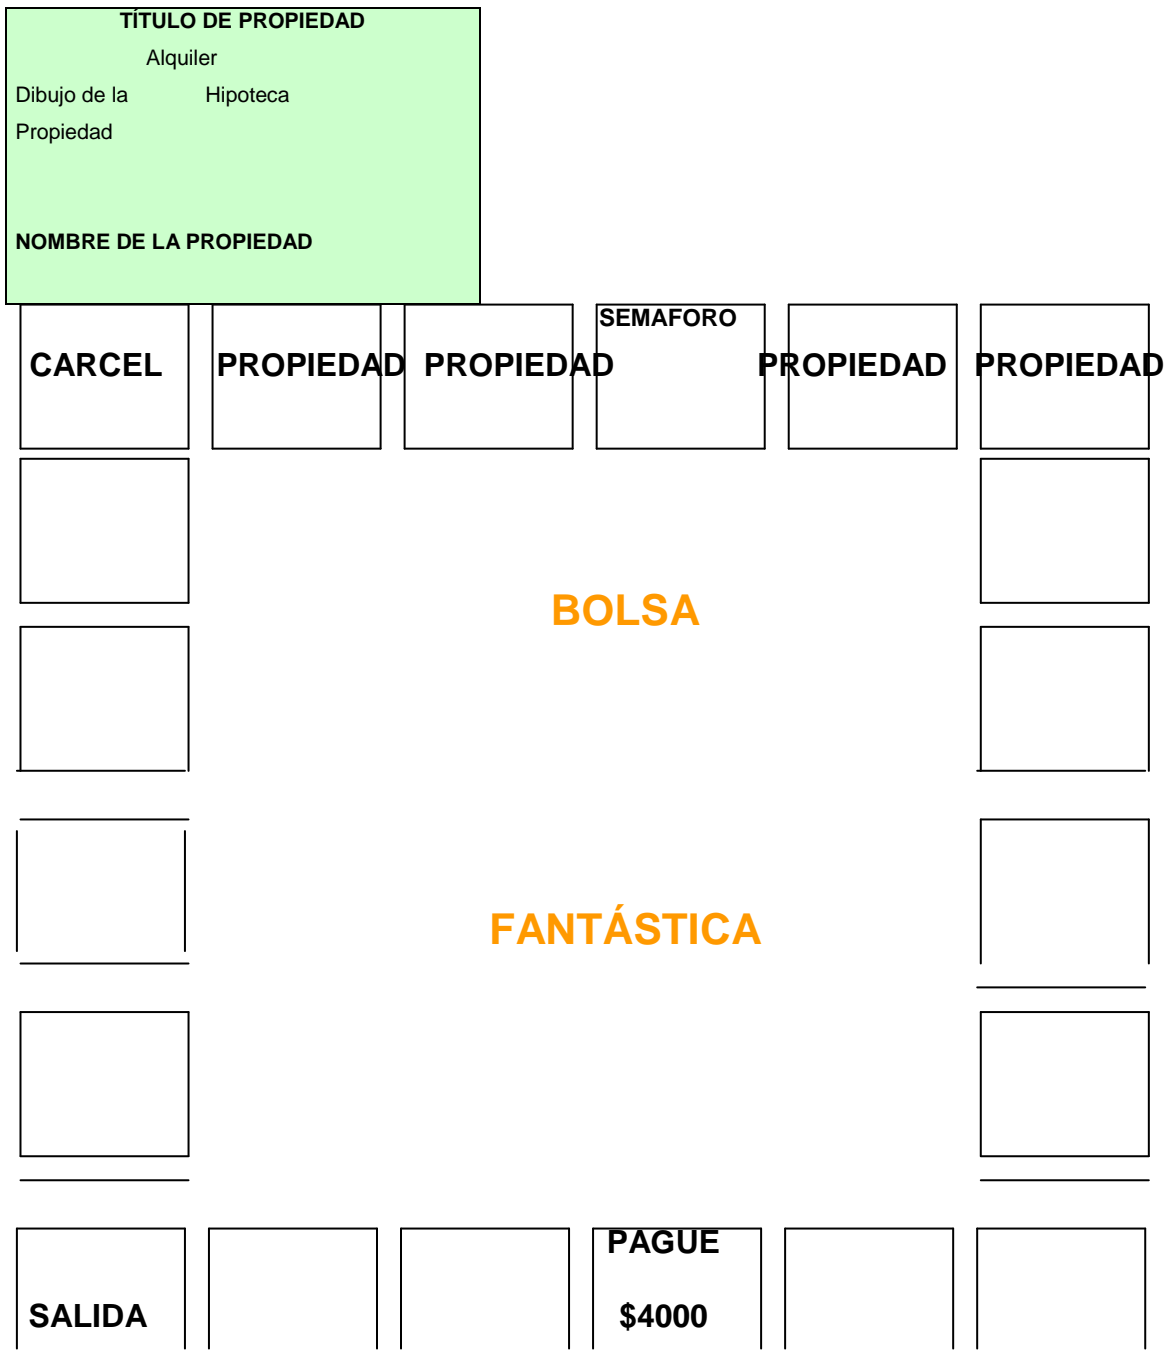 TÍTULO DE PROPIEDAD
Alquiler
Dibujo de la Hipoteca
Propiedad
NOMBRE DE LA PROPIEDAD
SEMAFORO
CARCEL PROPIEDAD PROPIEDAD PROPIEDAD PROPIEDAD
BOLSA
FANTÁSTICA
PAGUE
SALIDA $4000